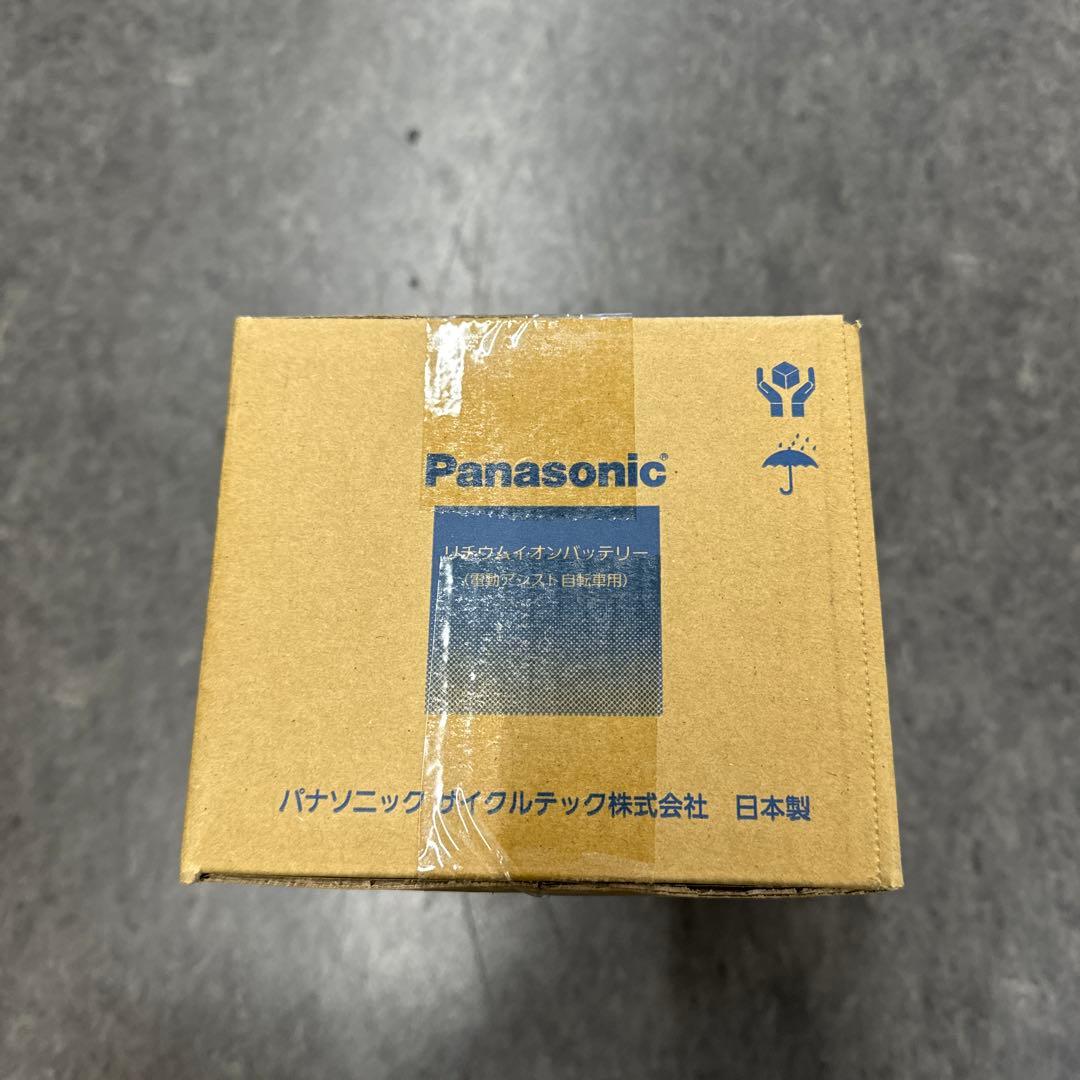 Panasonic®
リチウムイオンバッテリー
(電動アシスト自転車用)
パナソニック サイクルテック株式会社 日本製